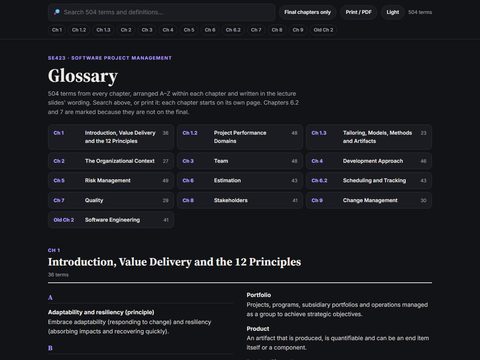 Search 504 terms and definitions...
Final chapters only
Print / PDF
Light
504 terms
Ch 1
Ch 1.2
Ch 1.3
Ch 2
Ch 3
Ch 4
Ch 5
Ch 6
Ch 6.2
Ch 7
Ch 8
Ch 9
Old Ch 2
SE423 · SOFTWARE PROJECT MANAGEMENT
Glossary
504 terms from every chapter, arranged A–Z within each chapter and written in the lecture
slides' wording. Search above, or print it: each chapter starts on its own page. Chapters 6.2
and 7 are marked because they are not on the final.
Ch 1 Introduction, Value Delivery and the 12 Principles 36
Ch 1.2 Project Performance Domains 48
Ch 1.3 Tailoring, Models, Methods and Artifacts 23
Ch 2 The Organizational Context 27
Ch 3 Team 48
Ch 4 Development Approach 46
Ch 5 Risk Management 49
Ch 6 Estimation 43
Ch 6.2 Scheduling and Tracking 43
Ch 7 Quality 29
Ch 8 Stakeholders 41
Ch 9 Change Management 30
Old Ch 2 Software Engineering 41
CH 1
Introduction, Value Delivery and the 12 Principles
36 terms
A
Adaptability and resiliency (principle)
Embrace adaptability (responding to change) and resiliency
(absorbing impacts and recovering quickly).
B
Portfolio
Projects, programs, subsidiary portfolios and operations managed
as a group to achieve strategic objectives.
Product
An artifact that is produced, is quantifiable and can be an end item
itself or a component.